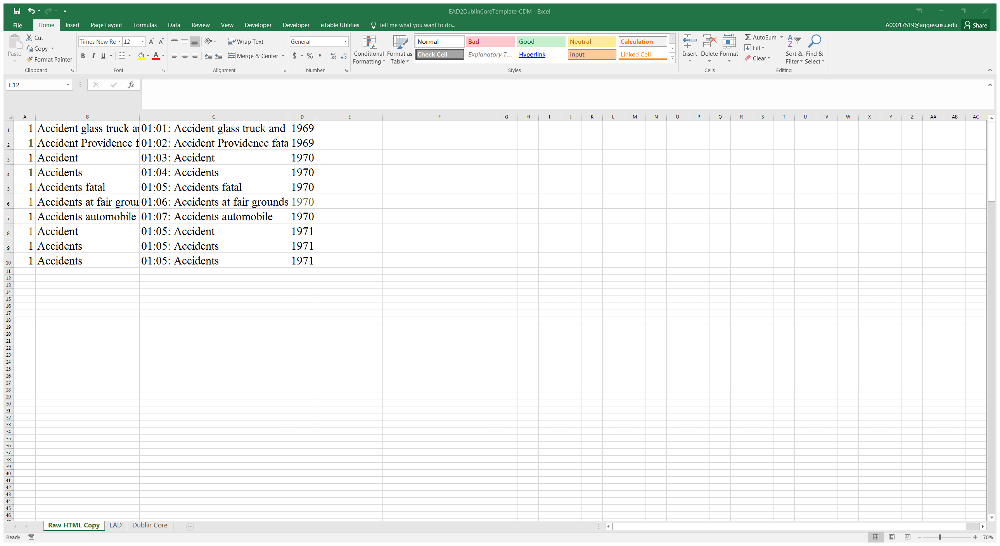 EAD2DublinCoreTemplate-CDM - Excel
File Home Insert Page Layout Formulas Data Review View Developer Developer eTable Utilities Tell me what you want to do... A00017519@aggies.usu.edu Share
Paste
Cut
Copy
Format Painter
Clipboard
Times New Ro 12
B I U
Font
Wrap Text
Merge & Center
Alignment
General
$ % ,
Number
Conditional Formatting
Format as Table
Normal Bad Good Neutral Calculation
Check Cell Explanatory T... Hyperlink Input Linked Cell
Styles
Insert Delete Format
Cells
AutoSum
Fill
Clear
Sort & Filter
Find & Select
Editing
C12 fx
A B C D E F G H I J K L M N O P Q R S T U V W X Y Z AA AB AC
1 1 Accident glass truck ar 01:01: Accident glass truck and 1969
2 1 Accident Providence f 01:02: Accident Providence fata 1969
3 1 Accident 01:03: Accident 1970
4 1 Accidents 01:04: Accidents 1970
5 1 Accidents fatal 01:05: Accidents fatal 1970
6 1 Accidents at fair groun 01:06: Accidents at fair grounds 1970
7 1 Accidents automobile 01:07: Accidents automobile 1970
8 1 Accident 01:05: Accident 1971
9 1 Accidents 01:05: Accidents 1971
10 1 Accidents 01:05: Accidents 1971
11
12
13
14
15
16
17
18
19
20
21
22
23
24
25
26
27
28
29
30
31
32
33
34
35
36
37
38
39
40
41
42
43
44
45
46
Raw HTML Copy EAD Dublin Core
Ready 70%